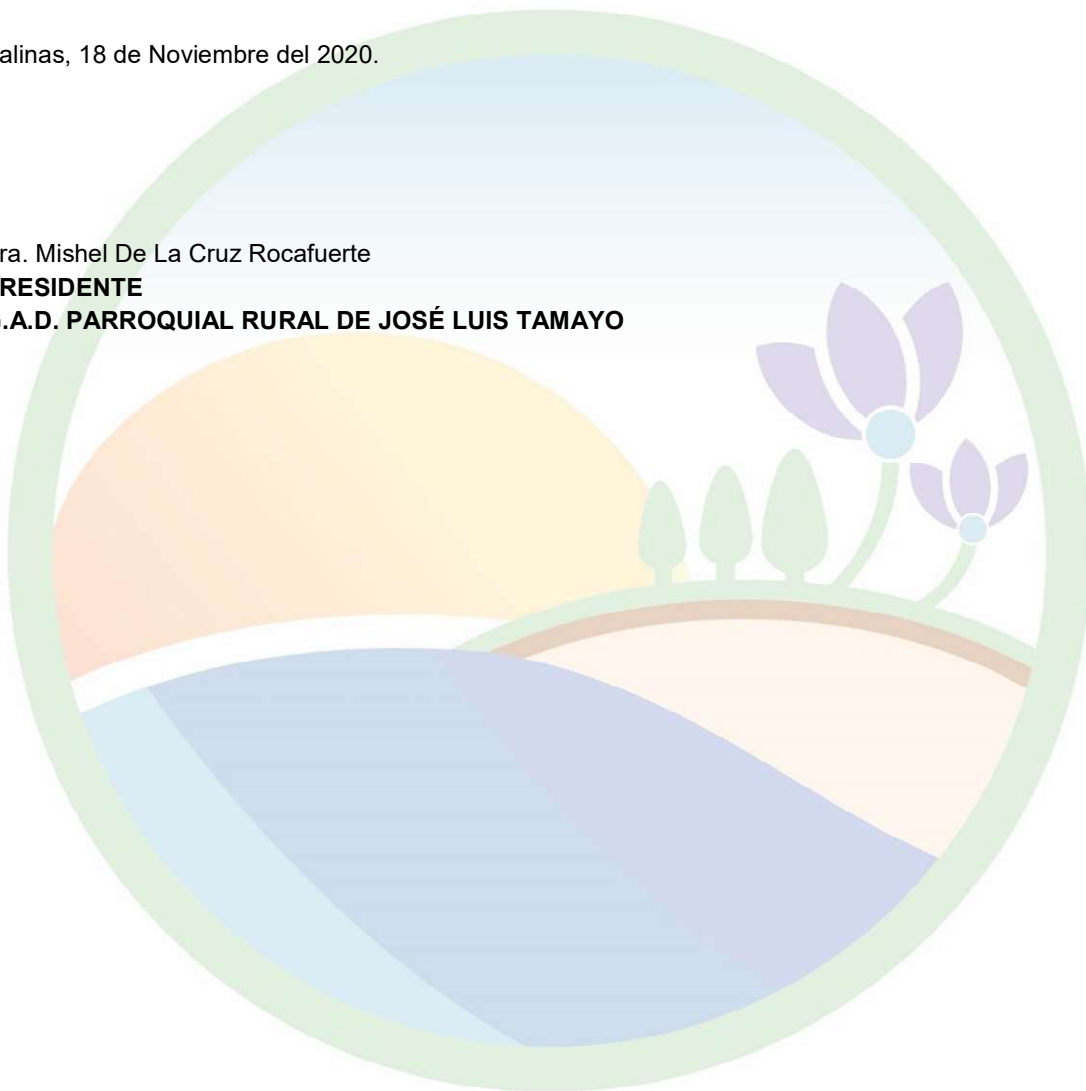 alinas, 18 de Noviembre del 2020.
ra. Mishel De La Cruz Rocafuerte
RESIDENTE
.A.D. PARROQUIAL RURAL DE JOSÉ LUIS TAMAYO